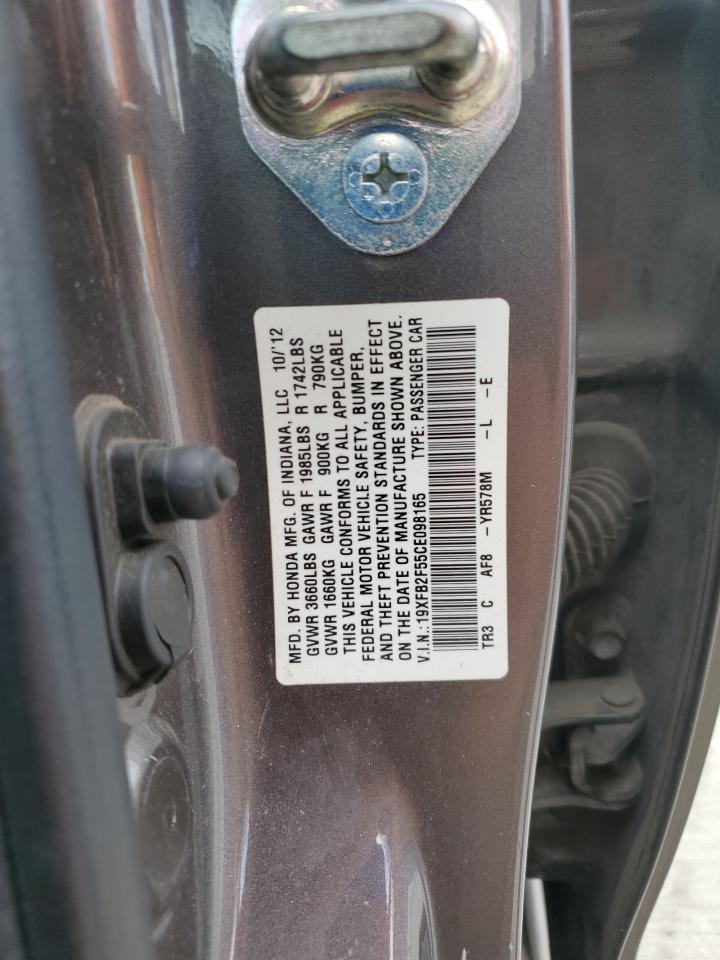 MFD. BY HONDA MFG. OF INDIANA, LLC 10/'12
GVWR 3660LBS GAWR F 1985LBS R 1742LBS
GVWR 1660KG GAWR F 900KG R 790KG
THIS VEHICLE CONFORMS TO ALL APPLICABLE
FEDERAL MOTOR VEHICLE SAFETY, BUMPER,
AND THEFT PREVENTION STANDARDS IN EFFECT
ON THE DATE OF MANUFACTURE SHOWN ABOVE.
V.I.N.:19XFB2F55CE098165 TYPE: PASSENGER CAR
TR3 C AF8 -YR578M -L -E